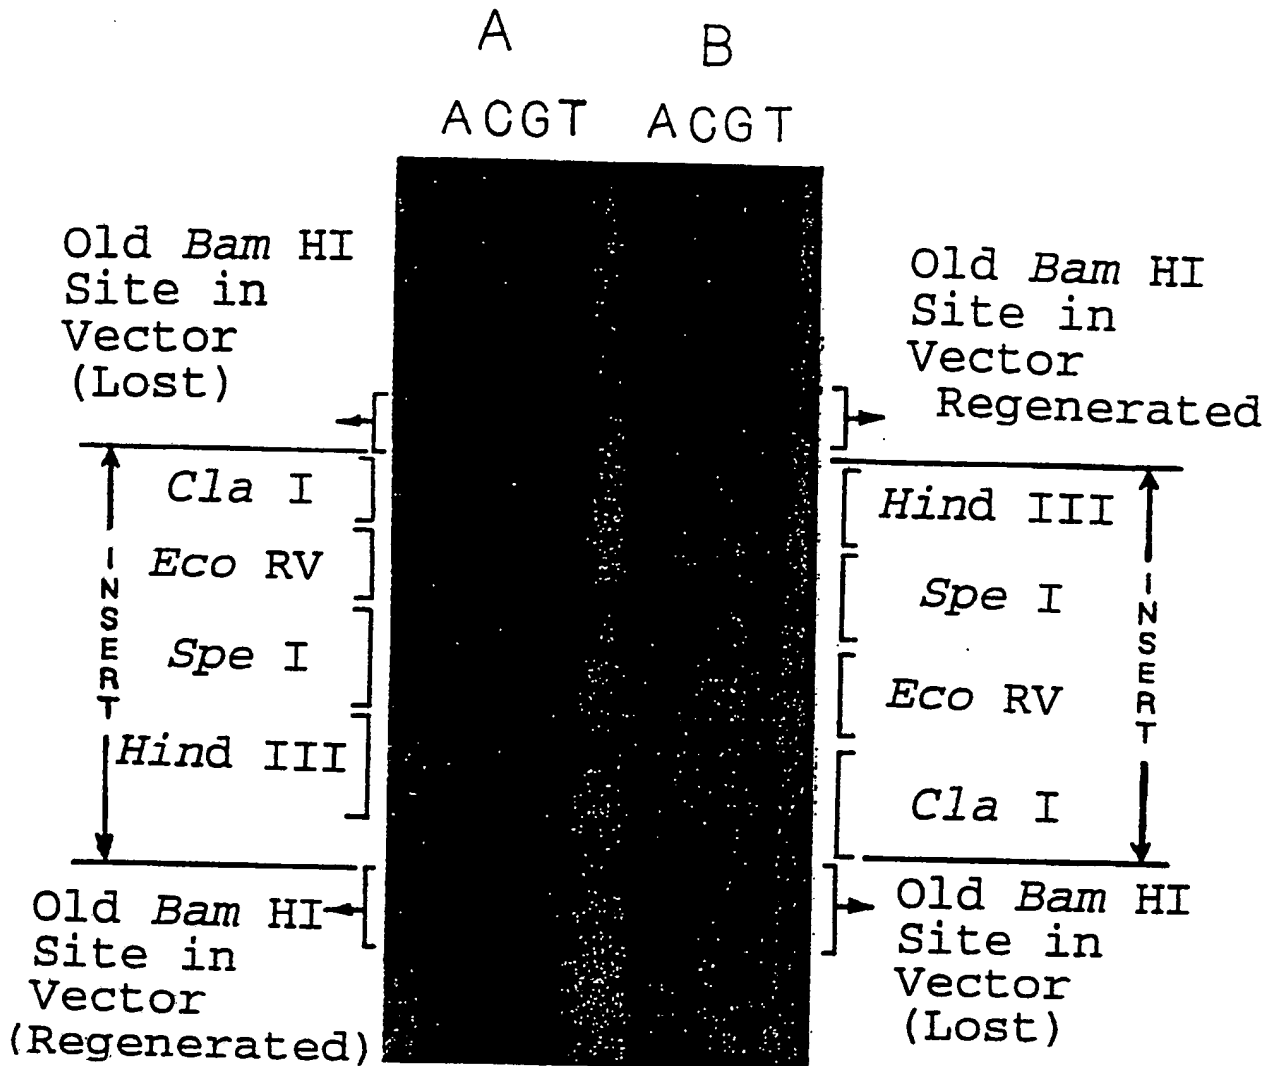 A
B
ACGT
ACGT
Old Bam HI
Site in
Vector
(Lost)
Cla I
Eco RV
Spe I
Hind III
INSERT
Old Bam HI
Site in
Vector
(Regenerated)
Old Bam HI
Site in
Vector
Regenerated
Hind III
Spe I
Eco RV
Cla I
INSERT
Old Bam HI
Site in
Vector
(Lost)